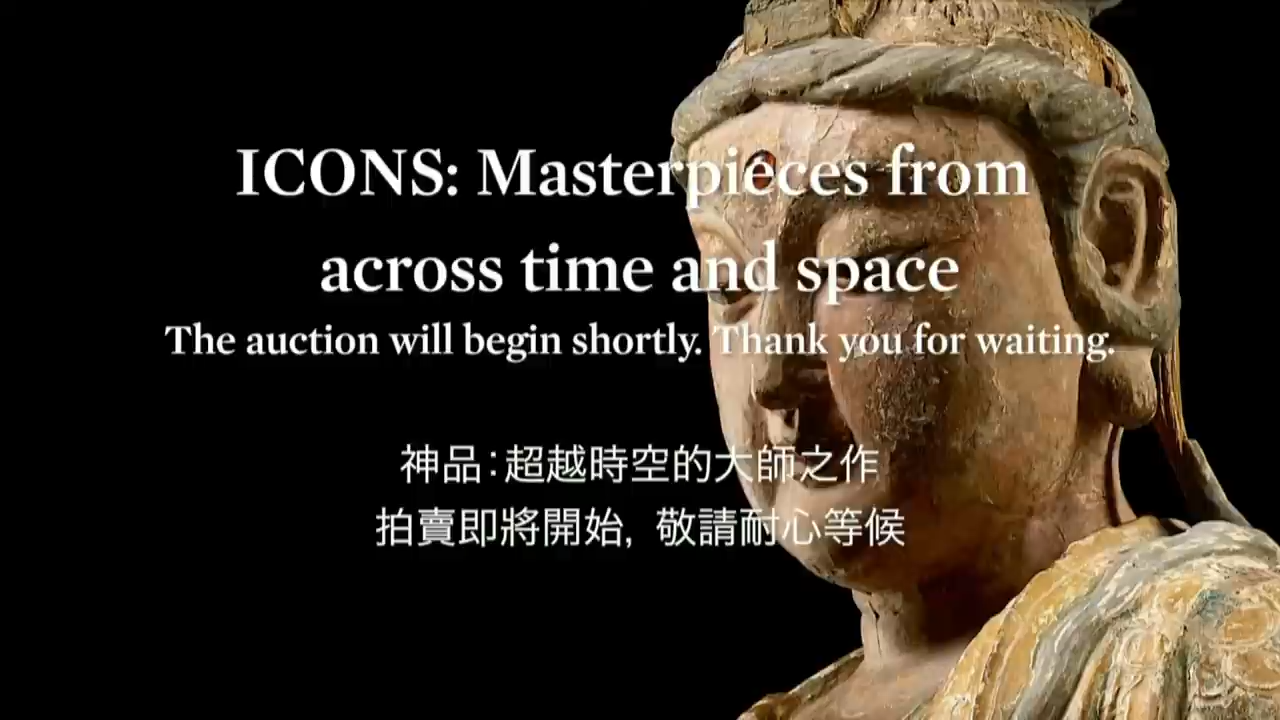 ICONS: Masterpieces from
across time and space
The auction will begin shortly. Thank you for waiting.
神品：超越時空的大師之作
拍賣即將開始，敬請耐心等候